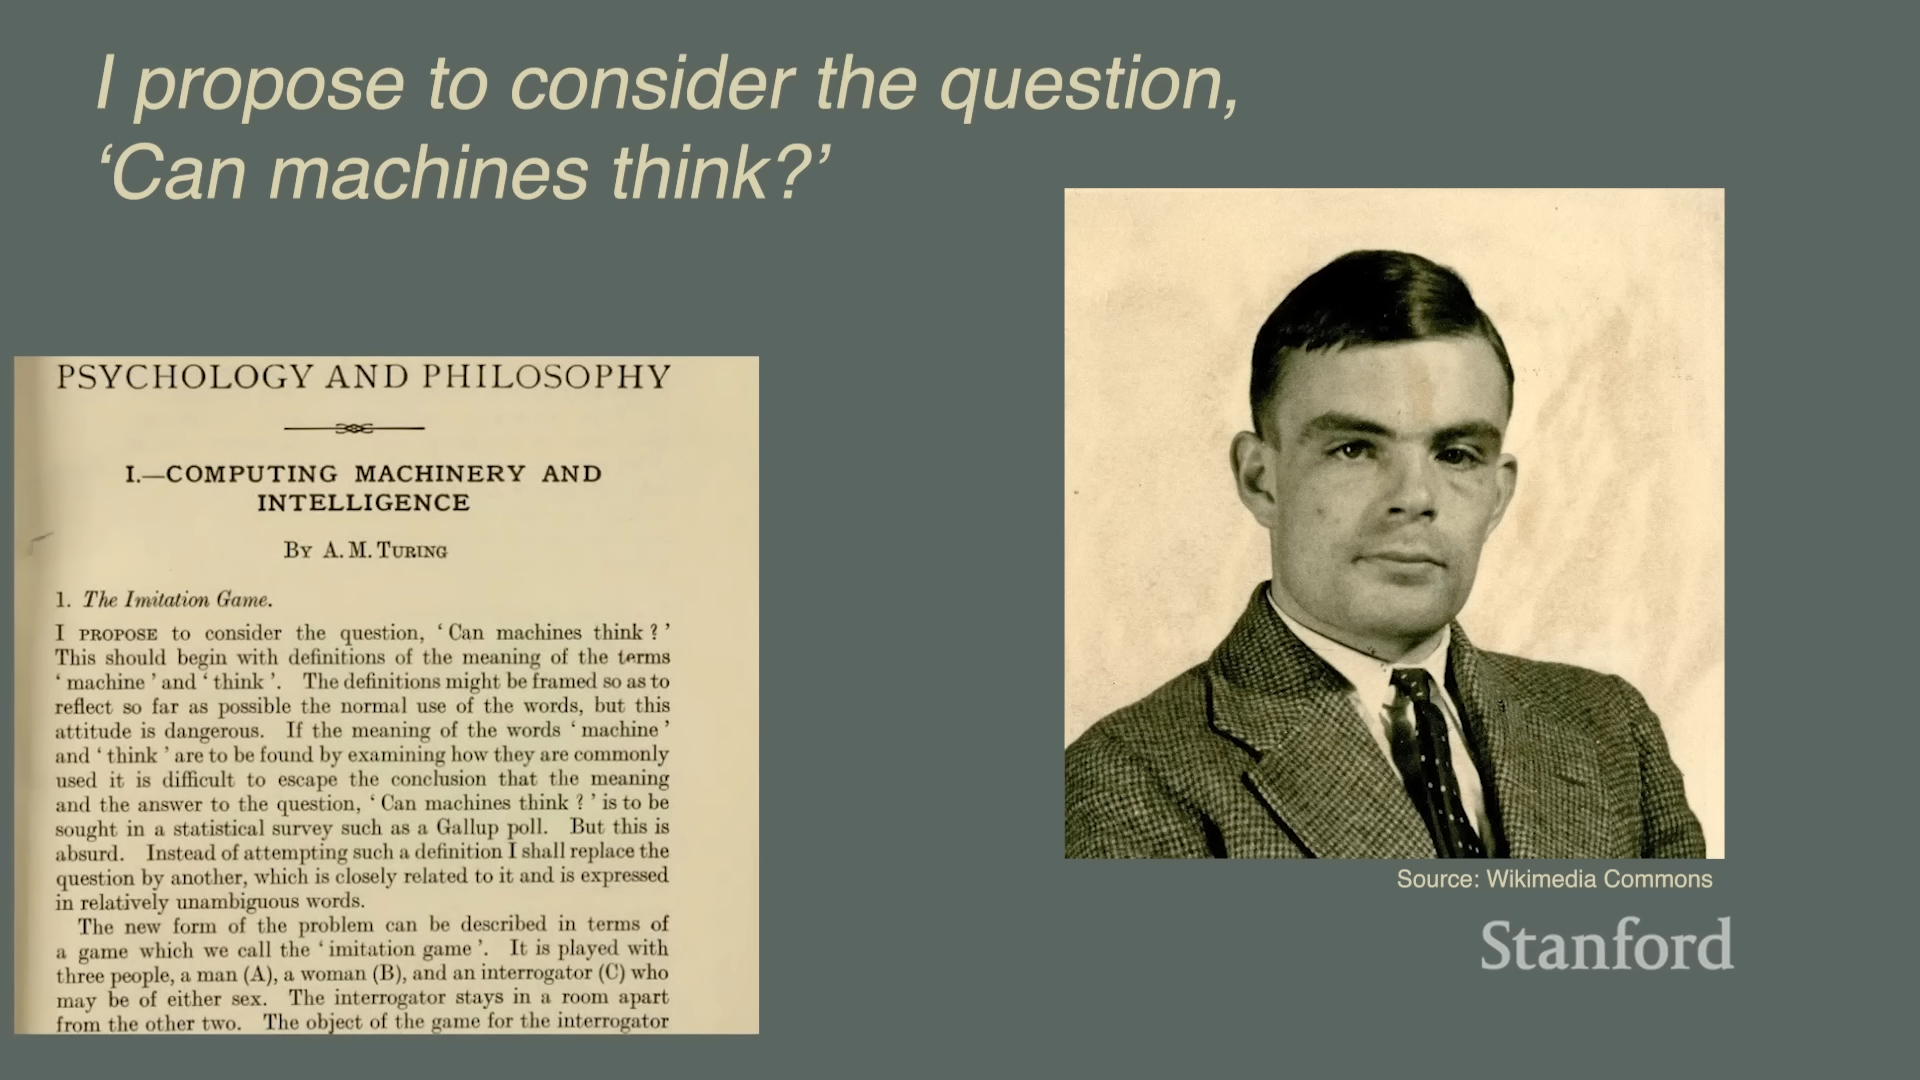 I propose to consider the question,
‘Can machines think?’
PSYCHOLOGY AND PHILOSOPHY
I.—COMPUTING MACHINERY AND
INTELLIGENCE
By A. M. Turing
1. The Imitation Game.
I PROPOSE to consider the question, ‘ Can machines think ? ’
This should begin with definitions of the meaning of the terms
‘ machine ’ and ‘ think ’. The definitions might be framed so as to
reflect so far as possible the normal use of the words, but this
attitude is dangerous. If the meaning of the words ‘ machine ’
and ‘ think ’ are to be found by examining how they are commonly
used it is difficult to escape the conclusion that the meaning
and the answer to the question, ‘ Can machines think ? ’ is to be
sought in a statistical survey such as a Gallup poll. But this is
absurd. Instead of attempting such a definition I shall replace the
question by another, which is closely related to it and is expressed
in relatively unambiguous words.
The new form of the problem can be described in terms of
a game which we call the ‘ imitation game ’. It is played with
three people, a man (A), a woman (B), and an interrogator (C) who
may be of either sex. The interrogator stays in a room apart
from the other two. The object of the game for the interrogator
Source: Wikimedia Commons
Stanford